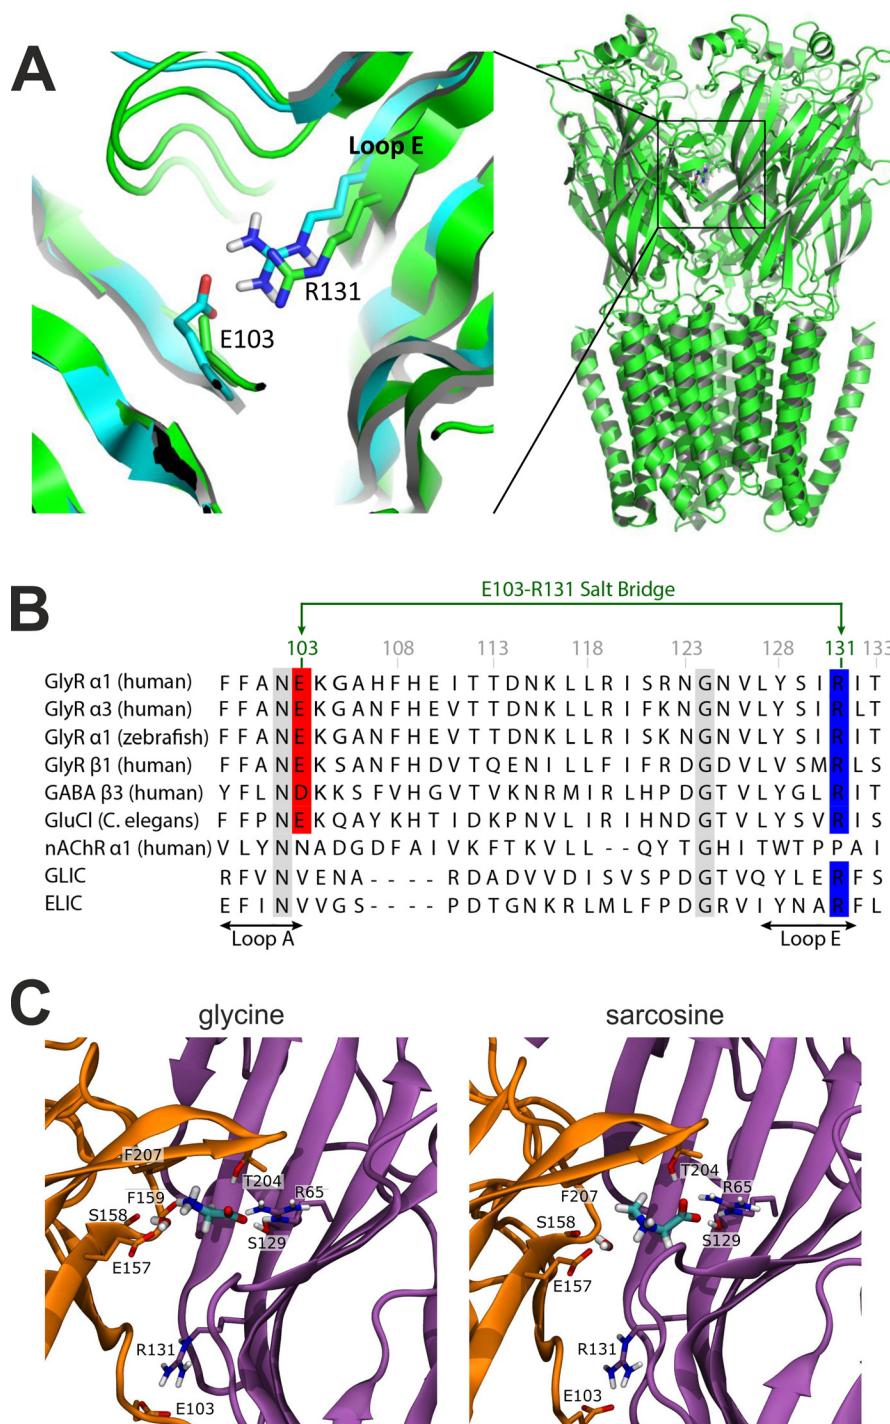 A
Loop E
R131
E103
B
E103-R131 Salt Bridge
103 108 113 118 123 128 131 133
GlyR α1 (human) F F A N E K G A H F H E I T T D N K L L R I S R N G N V L Y S I R I T
GlyR α3 (human) F F A N E K G A N F H E V T T D N K L L R I F K N G N V L Y S I R L T
GlyR α1 (zebrafish) F F A N E K G A N F H E V T T D N K L L R I S K N G N V L Y S I R I T
GlyR β1 (human) F F A N E K S A N F H D V T Q E N I L L F I F R D G D V L V S M R L S
GABA β3 (human) Y F L N D K K S F V H G V T V K N R M I R L H P D G T V L Y G L R I T
GluCl (C. elegans) F F P N E K Q A Y K H T I D K P N V L I R I H N D G T V L Y S V R I S
nAChR α1 (human) V L Y N N A D G D F A I V K F T K V L L - - Q Y T G H I T W T P P A I
GLIC R F V N V E N A - - - - R D A D V V D I S V S P D G T V Q Y L E R F S
ELIC E F I N V V G S - - - - P D T G N K R L M L F P D G R V I Y N A R F L
Loop A Loop E
C
glycine
F207
T204
F159
R65
S158
S129
E157
R131
E103
sarcosine
T204
R65
F207
S158
S129
E157
R131
E103